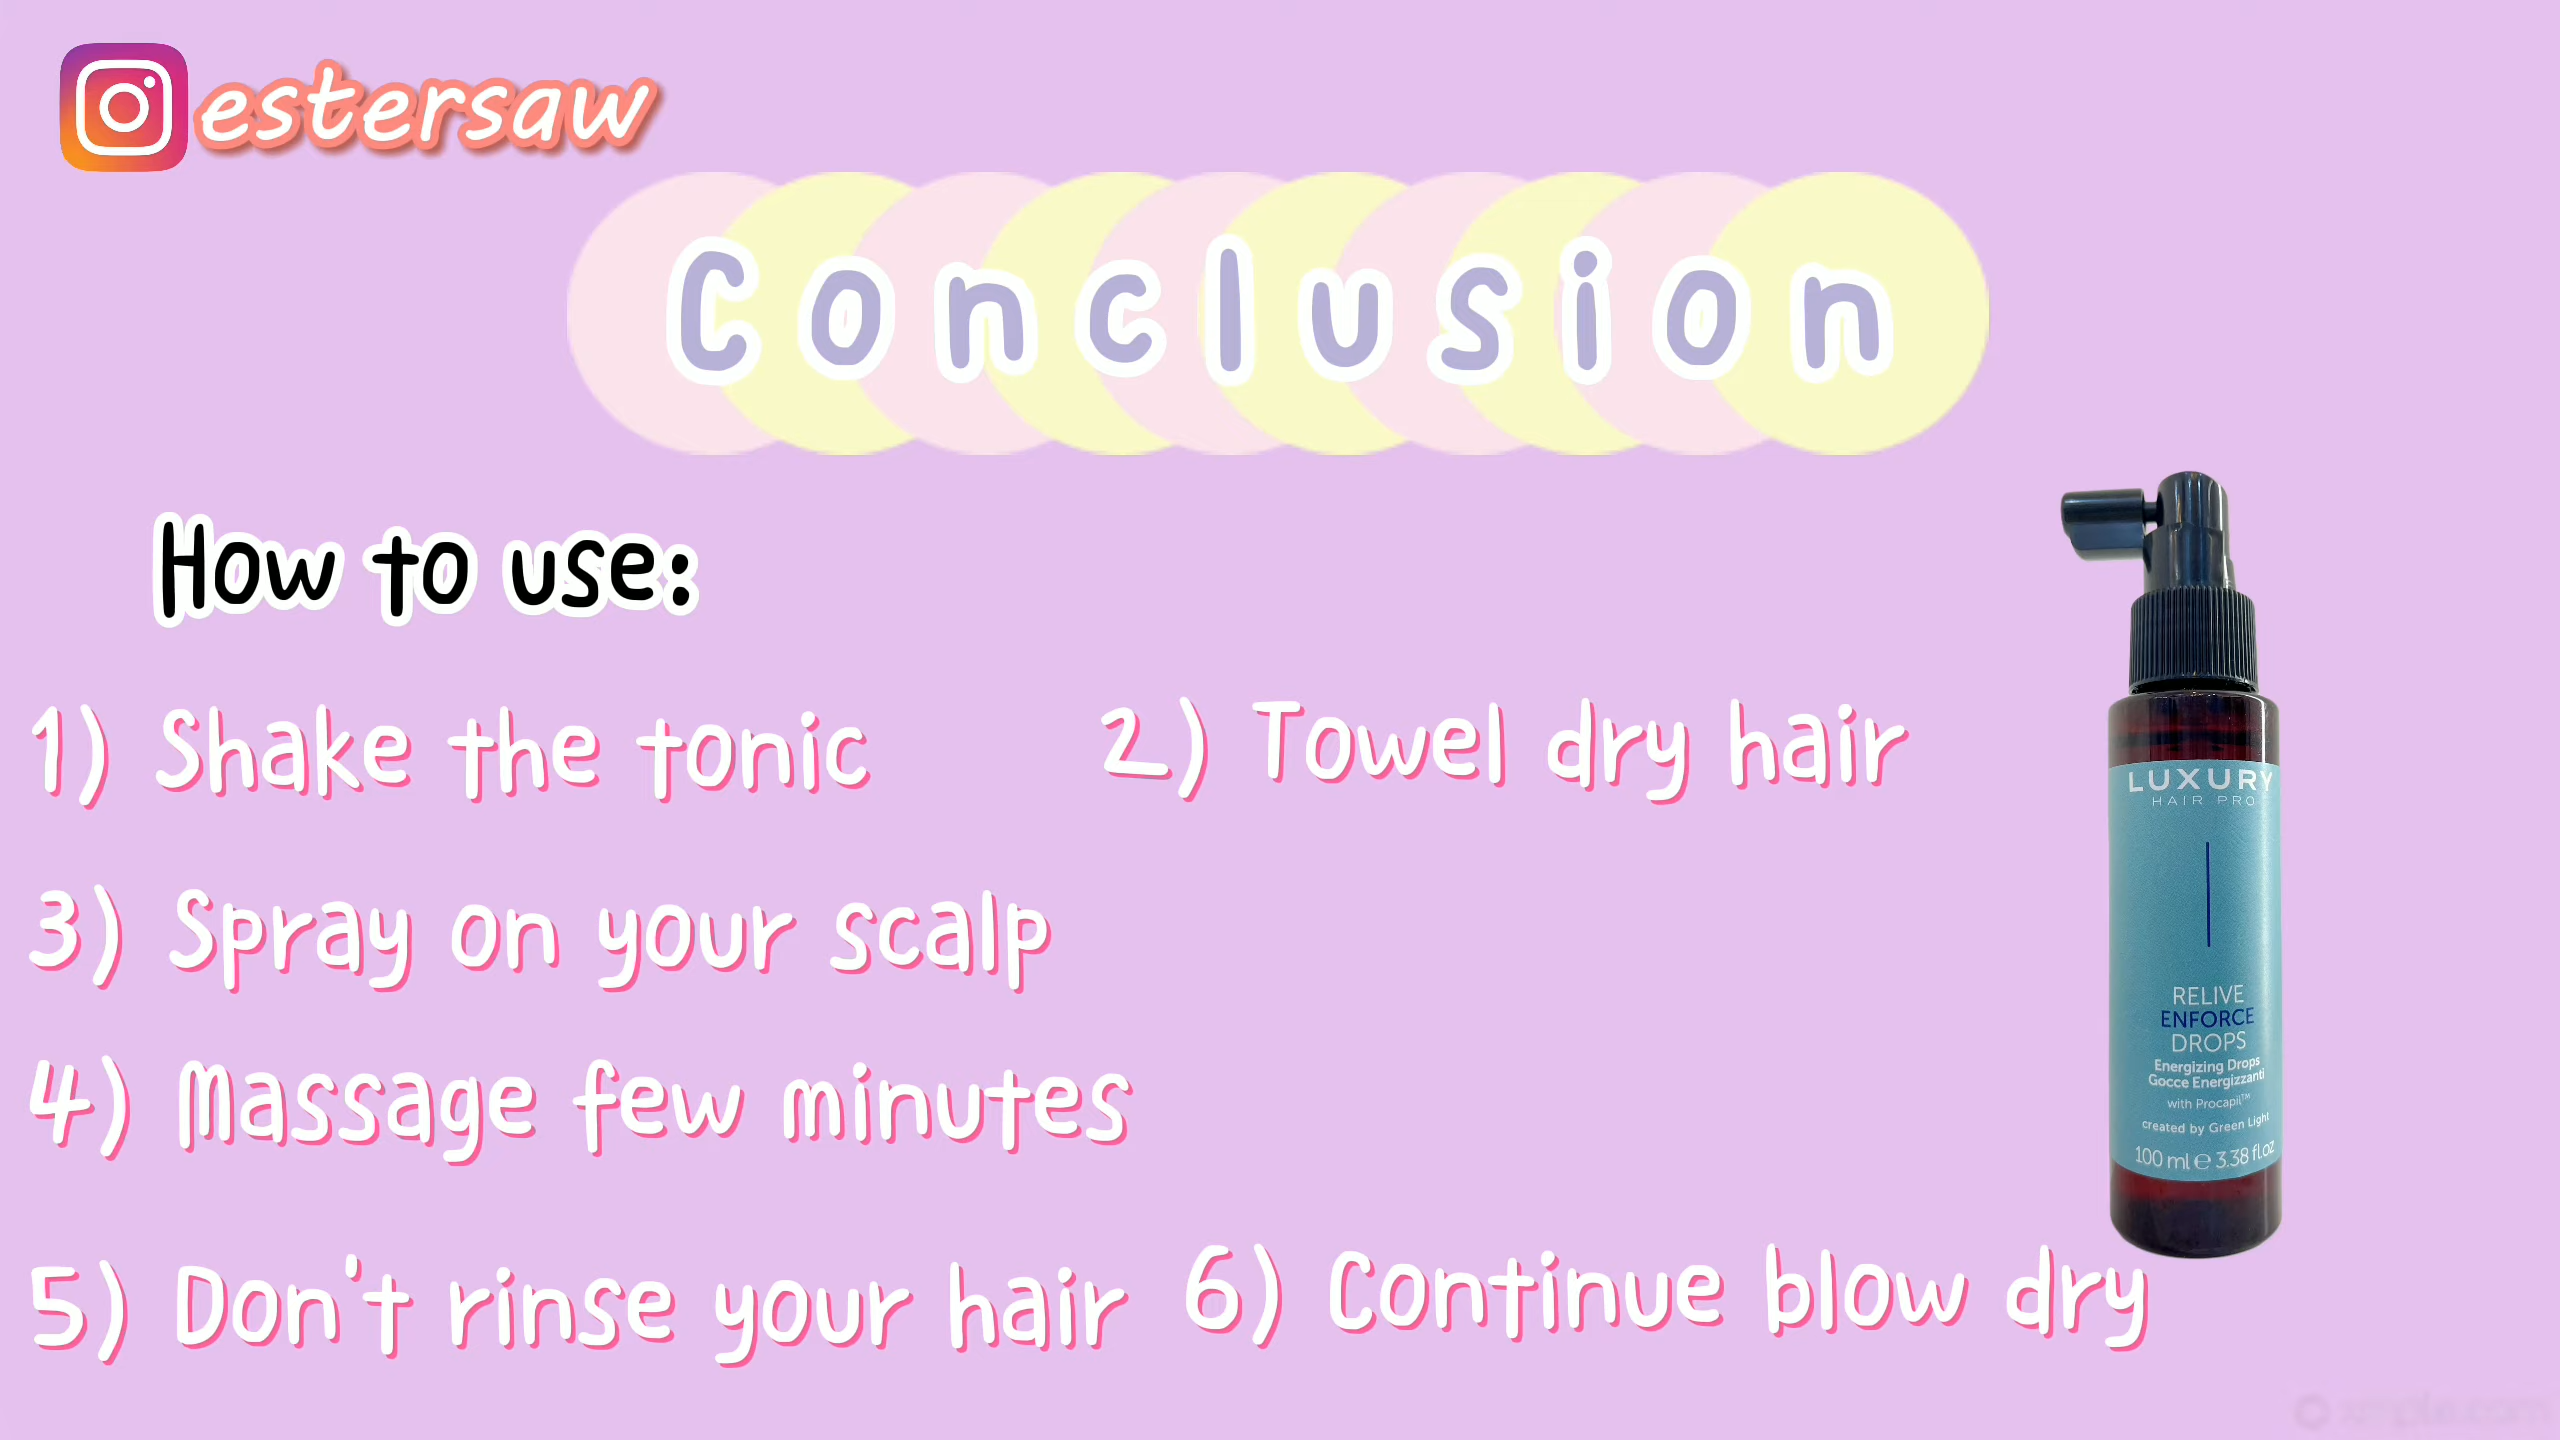 estersaw
Conclusion
How to use:
1) Shake the tonic
2) Towel dry hair
3) Spray on your scalp
4) Massage few minutes
5) Don't rinse your hair
6) Continue blow dry
LUXURY
HAIR PRO
RELIVE
ENFORCE
DROPS
Energizing Drops
Gocce Energizzanti
with Procapil™
created by Green Light
100 ml ℮ 3.38 fl.oz